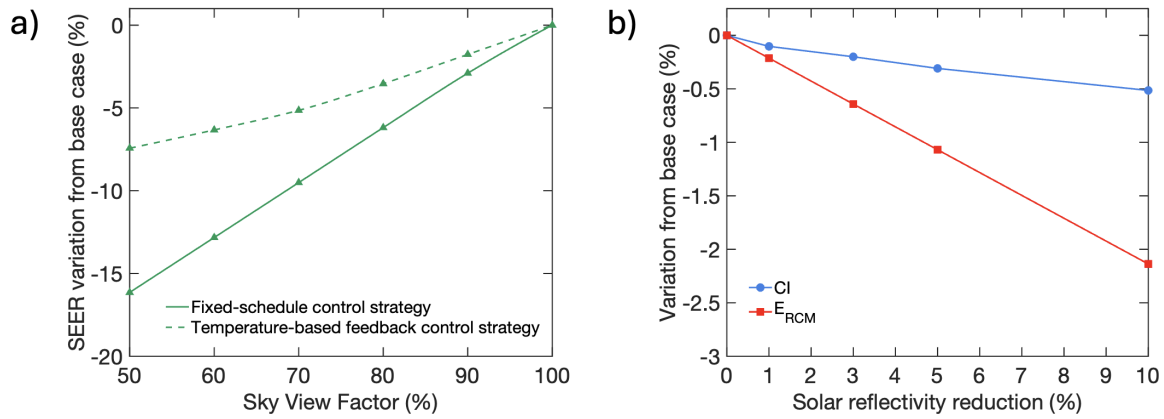 a)
SEER variation from base case (%)
0
-5
-10
-15
-20
50 60 70 80 90 100
Sky View Factor (%)
Fixed-schedule control strategy
Temperature-based feedback control strategy
b)
Variation from base case (%)
0
-0.5
-1
-1.5
-2
-2.5
-3
0 1 2 3 4 5 6 7 8 9 10
Solar reflectivity reduction (%)
CI
E_RCM